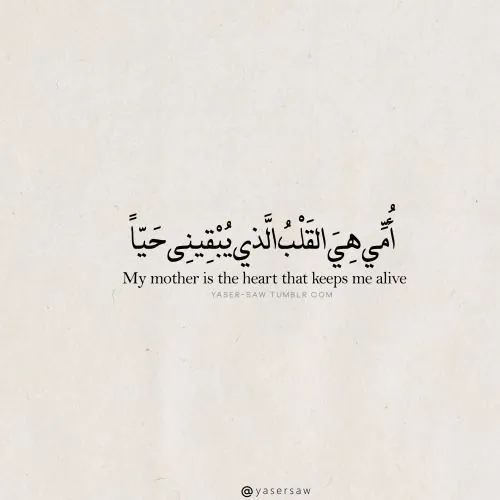 أُمِّي هِيَ القَلْبُ الَّذي يُبْقِينِى حَيّاً
My mother is the heart that keeps me alive
YASER-SAW.TUMBLR.COM
@yasersaw